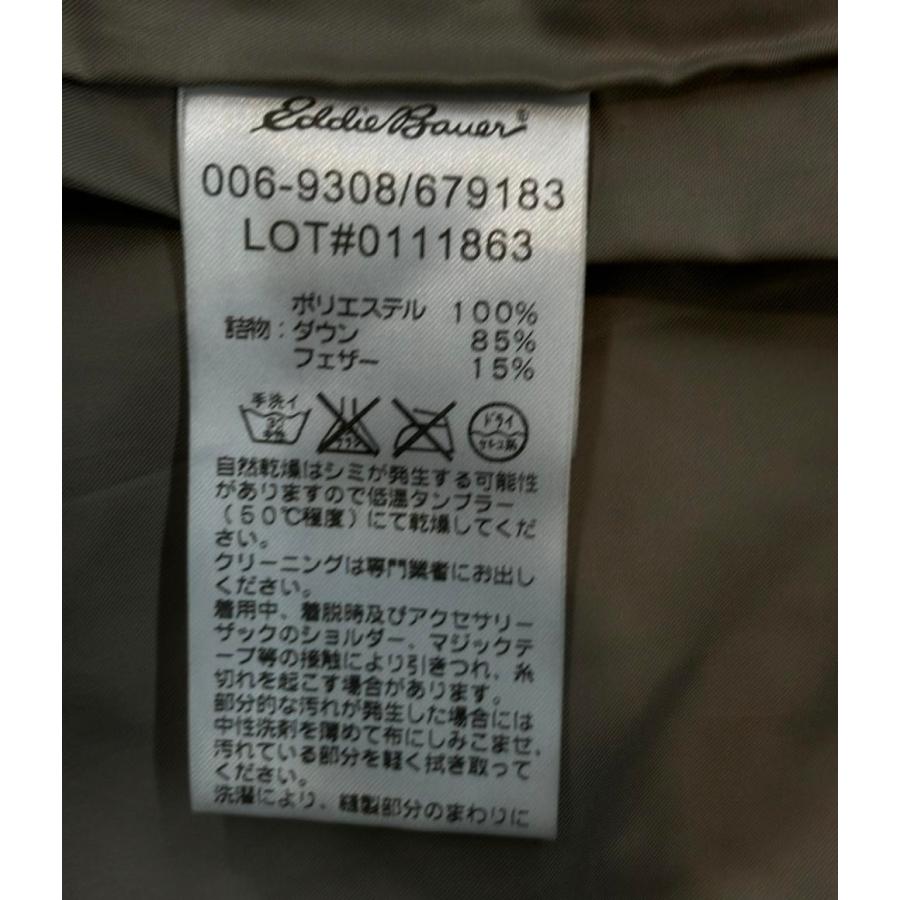 Eddie Bauer®
006-9308/679183
LOT#0111863
ポリエステル 100%
詰物：ダウン 85%
フェザー 15%
手洗イ 30 中性
ドライ セキユ系
自然乾燥はシミが発生する可能性
がありますので低温タンブラー
（50℃程度）にて乾燥してくだ
さい。
クリーニングは専門業者にお出し
ください。
着用中、着脱時及びアクセサリー
ザックのショルダー、マジックテ
ープ等の接触により引きつれ、糸
切れを起こす場合があります。
部分的な汚れが発生した場合には
中性洗剤を薄めて布にしみこませ、
汚れている部分を軽く拭き取って
ください。
洗濯により、縫製部分のまわりに